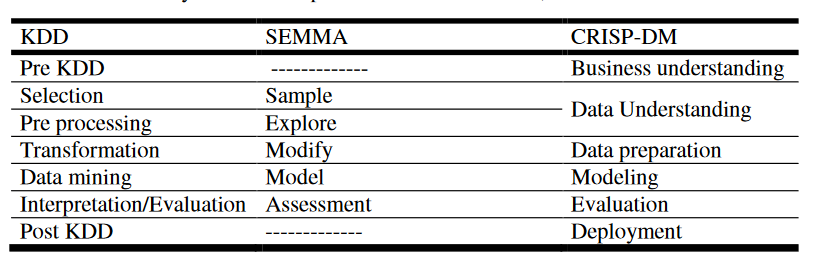 KDD SEMMA CRISP-DM
Pre KDD ------------- Business understanding
Selection Sample
Data Understanding
Pre processing Explore
Transformation Modify Data preparation
Data mining Model Modeling
Interpretation/Evaluation Assessment Evaluation
Post KDD ------------- Deployment